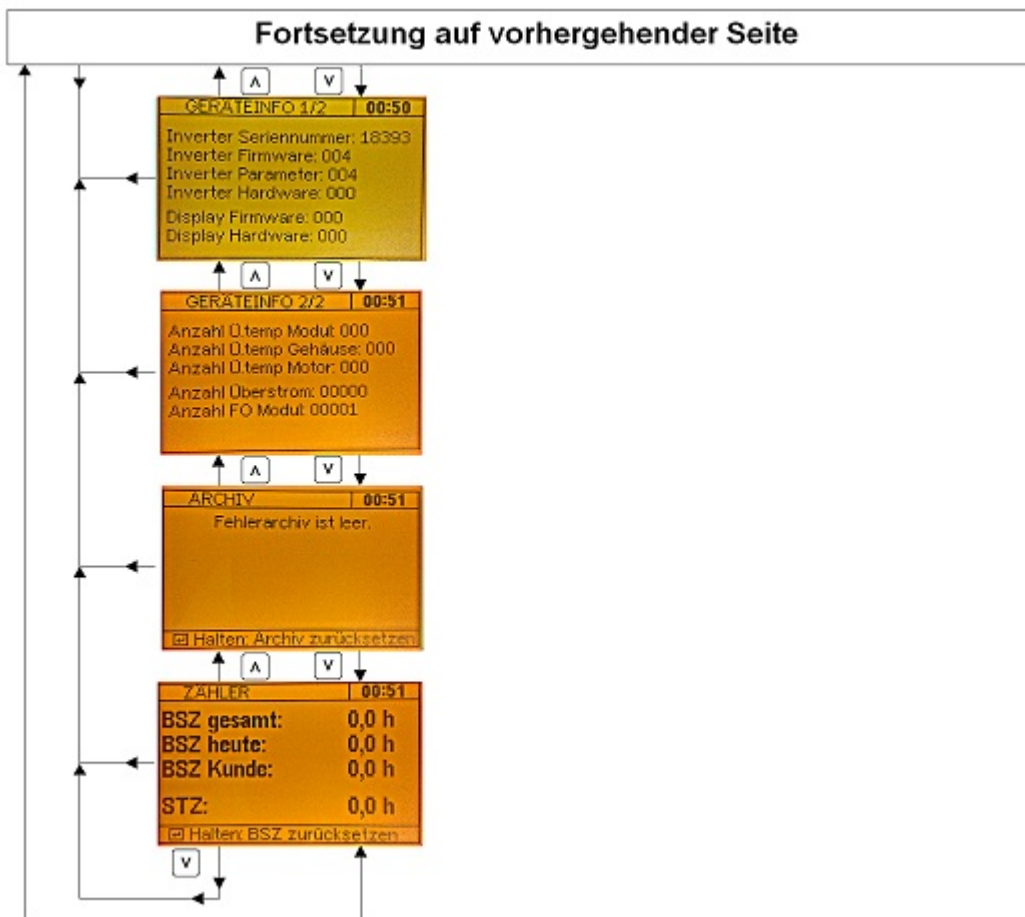 Fortsetzung auf vorhergehender Seite
∧ ∨
GERÄTEINFO 1/2 00:50
Inverter Seriennummer: 18393
Inverter Firmware: 004
Inverter Parameter: 004
Inverter Hardware: 000
Display Firmware: 000
Display Hardware: 000
∧ ∨
GERÄTEINFO 2/2 00:51
Anzahl Ü.temp Modul: 000
Anzahl Ü.temp Gehäuse: 000
Anzahl Ü.temp Motor: 000
Anzahl Überstrom: 00000
Anzahl FO Modul: 00001
∧ ∨
ARCHIV 00:51
Fehlerarchiv ist leer.
Halten: Archiv zurücksetzen
∧ ∨
ZÄHLER 00:51
BSZ gesamt: 0,0 h
BSZ heute: 0,0 h
BSZ Kunde: 0,0 h
STZ: 0,0 h
Halten: BSZ zurücksetzen
∨